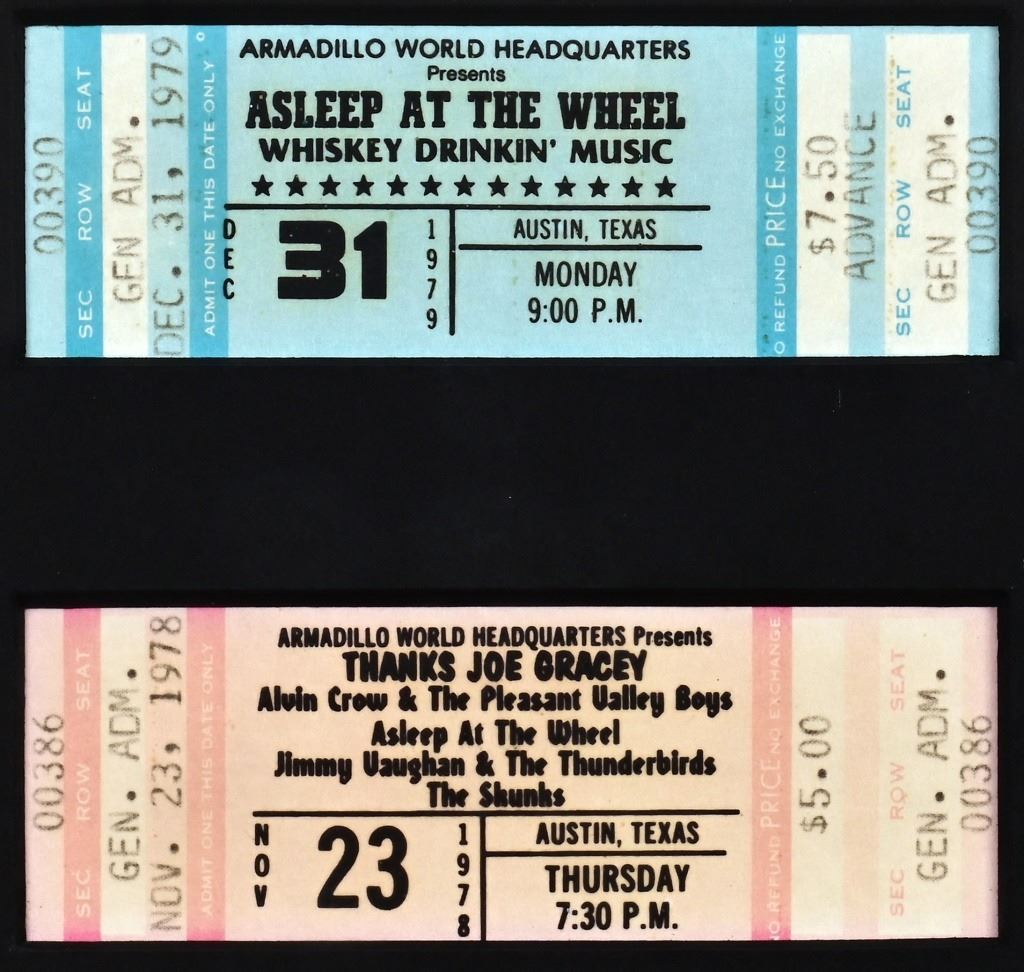 00390
SEC ROW SEAT
GEN ADM.
DEC. 31, 1979
ADMIT ONE THIS DATE ONLY
ARMADILLO WORLD HEADQUARTERS
Presents
ASLEEP AT THE WHEEL
WHISKEY DRINKIN' MUSIC
DEC 31 1979
AUSTIN, TEXAS
MONDAY
9:00 P.M.
O REFUND PRICE NO EXCHANGE
$7.50
ADVANCE
SEC ROW SEAT
GEN ADM.
00390
00386
SEC ROW SEAT
GEN. ADM.
NOV. 23, 1978
ADMIT ONE THIS DATE ONLY
ARMADILLO WORLD HEADQUARTERS Presents
THANKS JOE GRACEY
Alvin Crow & The Pleasant Valley Boys
Asleep At The Wheel
Jimmy Vaughan & The Thunderbirds
The Skunks
NOV 23 1978
AUSTIN, TEXAS
THURSDAY
7:30 P.M.
NO REFUND PRICE NO EXCHANGE
$5.00
SEC ROW SEAT
GEN. ADM.
00386